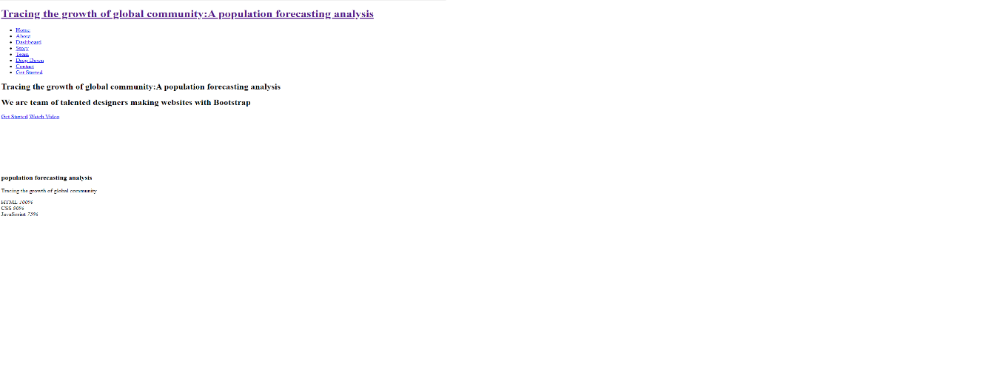 Tracing the growth of global community:A population forecasting analysis
Home
About
Dashboard
Story
Team
Drop Down
Contact
Get Started
Tracing the growth of global community:A population forecasting analysis
We are team of talented designers making websites with Bootstrap
Get Started Watch Video
population forecasting analysis
Tracing the growth of global community
HTML 100%
CSS 90%
JavaScript 75%